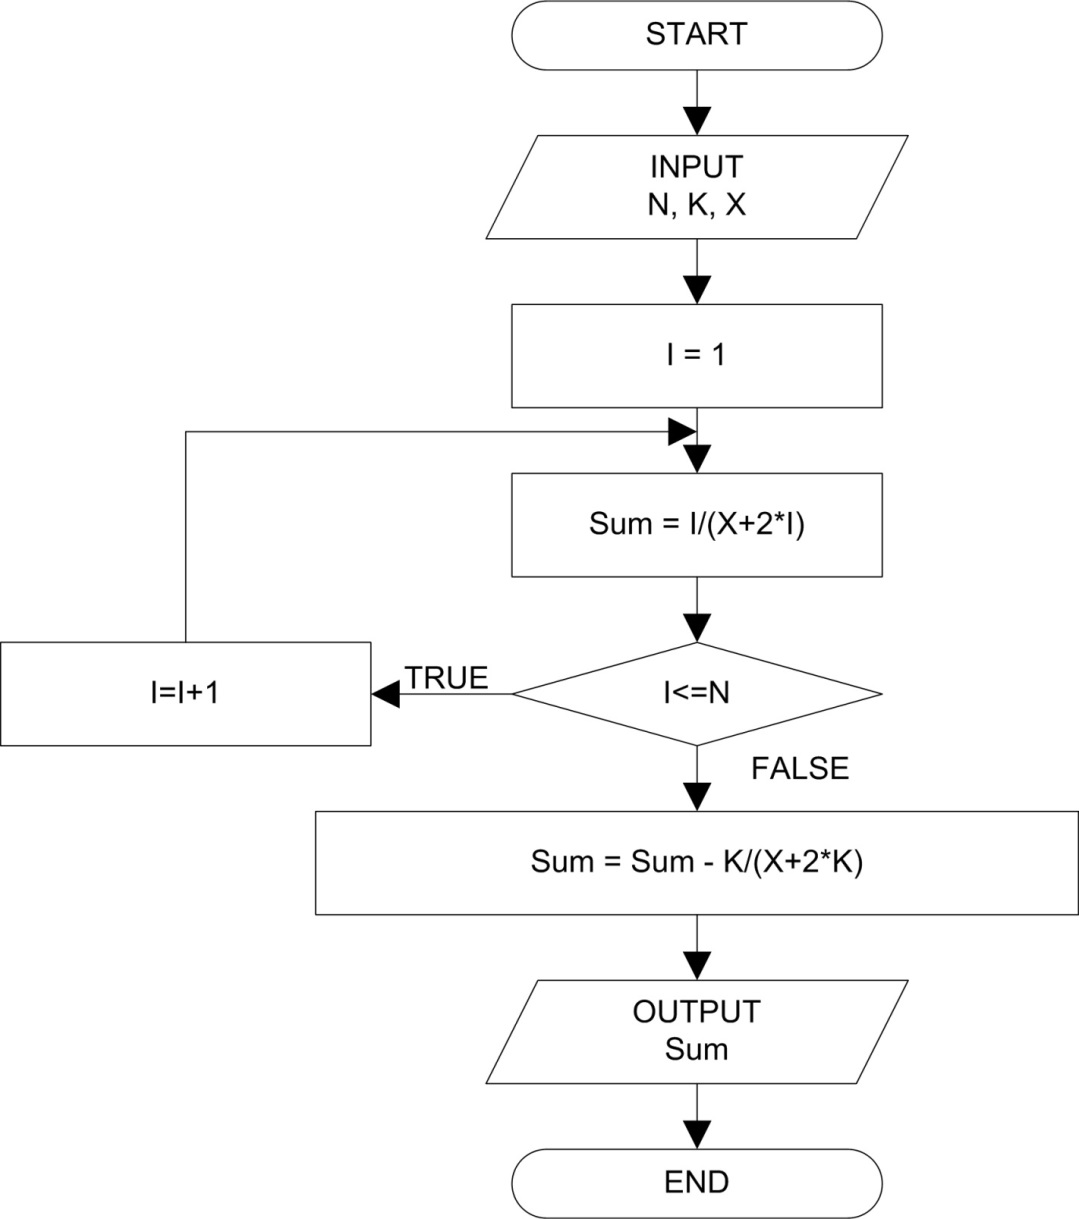 START
INPUT
N, K, X
I = 1
Sum = I/(X+2*I)
TRUE
I<=N
I=I+1
FALSE
Sum = Sum - K/(X+2*K)
OUTPUT
Sum
END